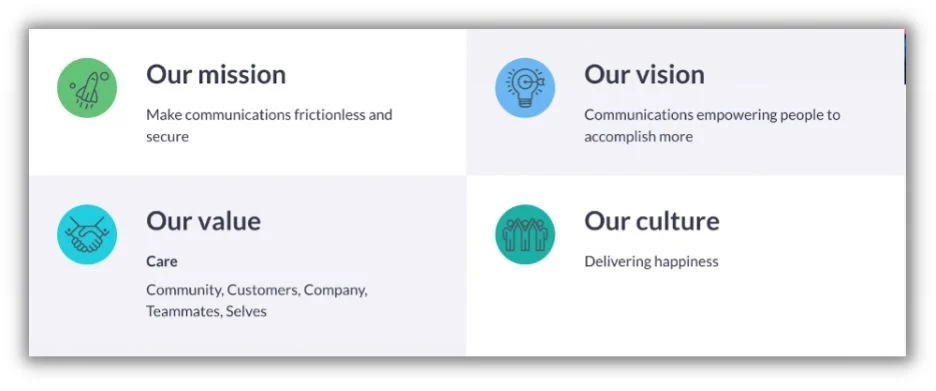 Our mission
Make communications frictionless and
secure
Our vision
Communications empowering people to
accomplish more
Our value
Care
Community, Customers, Company,
Teammates, Selves
Our culture
Delivering happiness